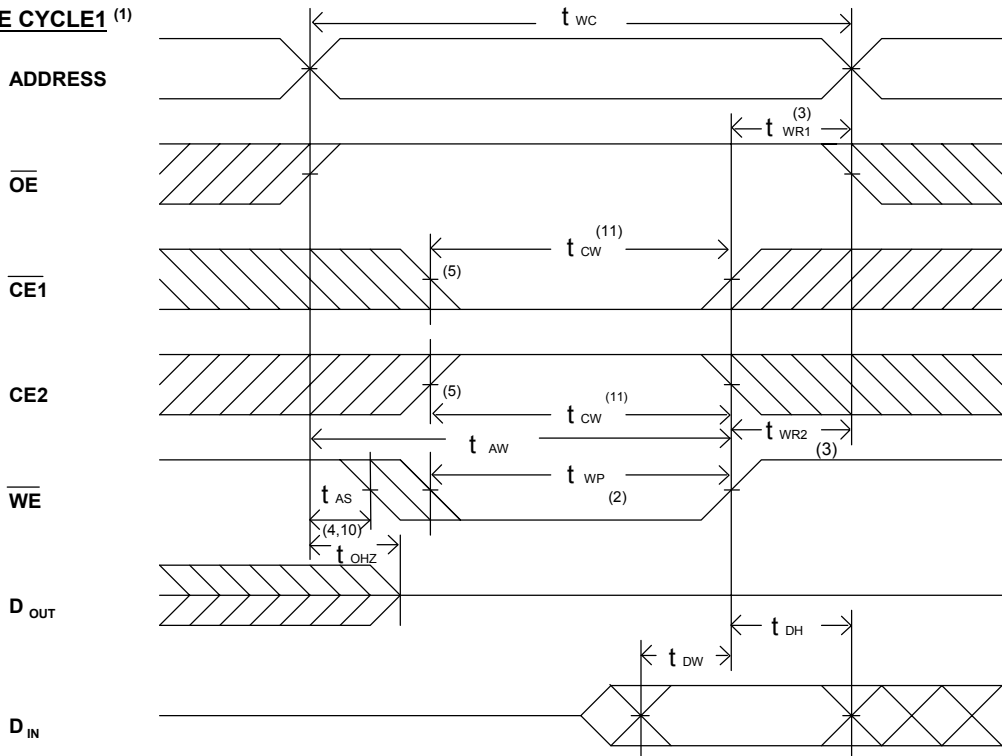 E CYCLE1 (1)
t WC
ADDRESS
t WR1 (3)
OE
t CW (11)
CE1
(5)
CE2
(5)
t CW (11)
t AW
t WR2 (3)
WE
t WP (2)
t AS
(4,10)
t OHZ
D OUT
t DH
t DW
D IN